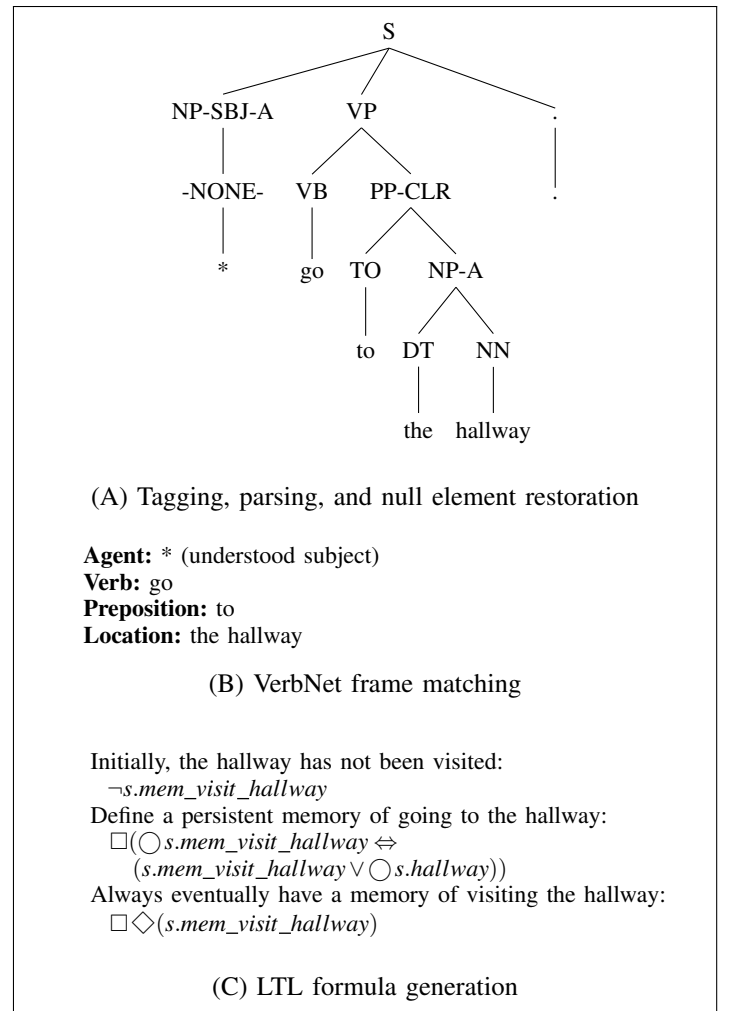 S
NP-SBJ-A VP .
-NONE- VB PP-CLR .
* go TO NP-A
to DT NN
the hallway
(A) Tagging, parsing, and null element restoration
Agent: * (understood subject)
Verb: go
Preposition: to
Location: the hallway
(B) VerbNet frame matching
Initially, the hallway has not been visited:
¬s.mem_visit_hallway
Define a persistent memory of going to the hallway:
□(◯ s.mem_visit_hallway ⇔
(s.mem_visit_hallway ∨ ◯ s.hallway))
Always eventually have a memory of visiting the hallway:
□◇(s.mem_visit_hallway)
(C) LTL formula generation